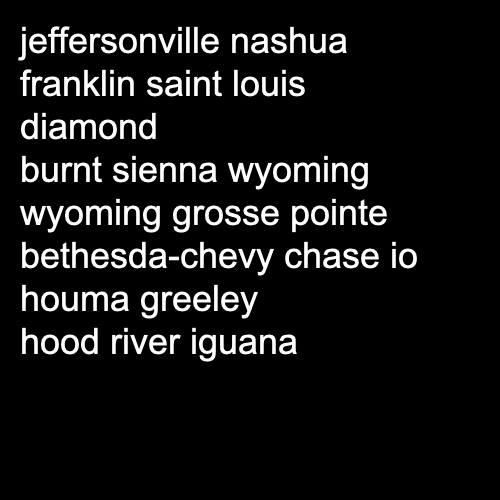 jeffersonville nashua
franklin saint louis
diamond
burnt sienna wyoming
wyoming grosse pointe
bethesda-chevy chase io
houma greeley
hood river iguana